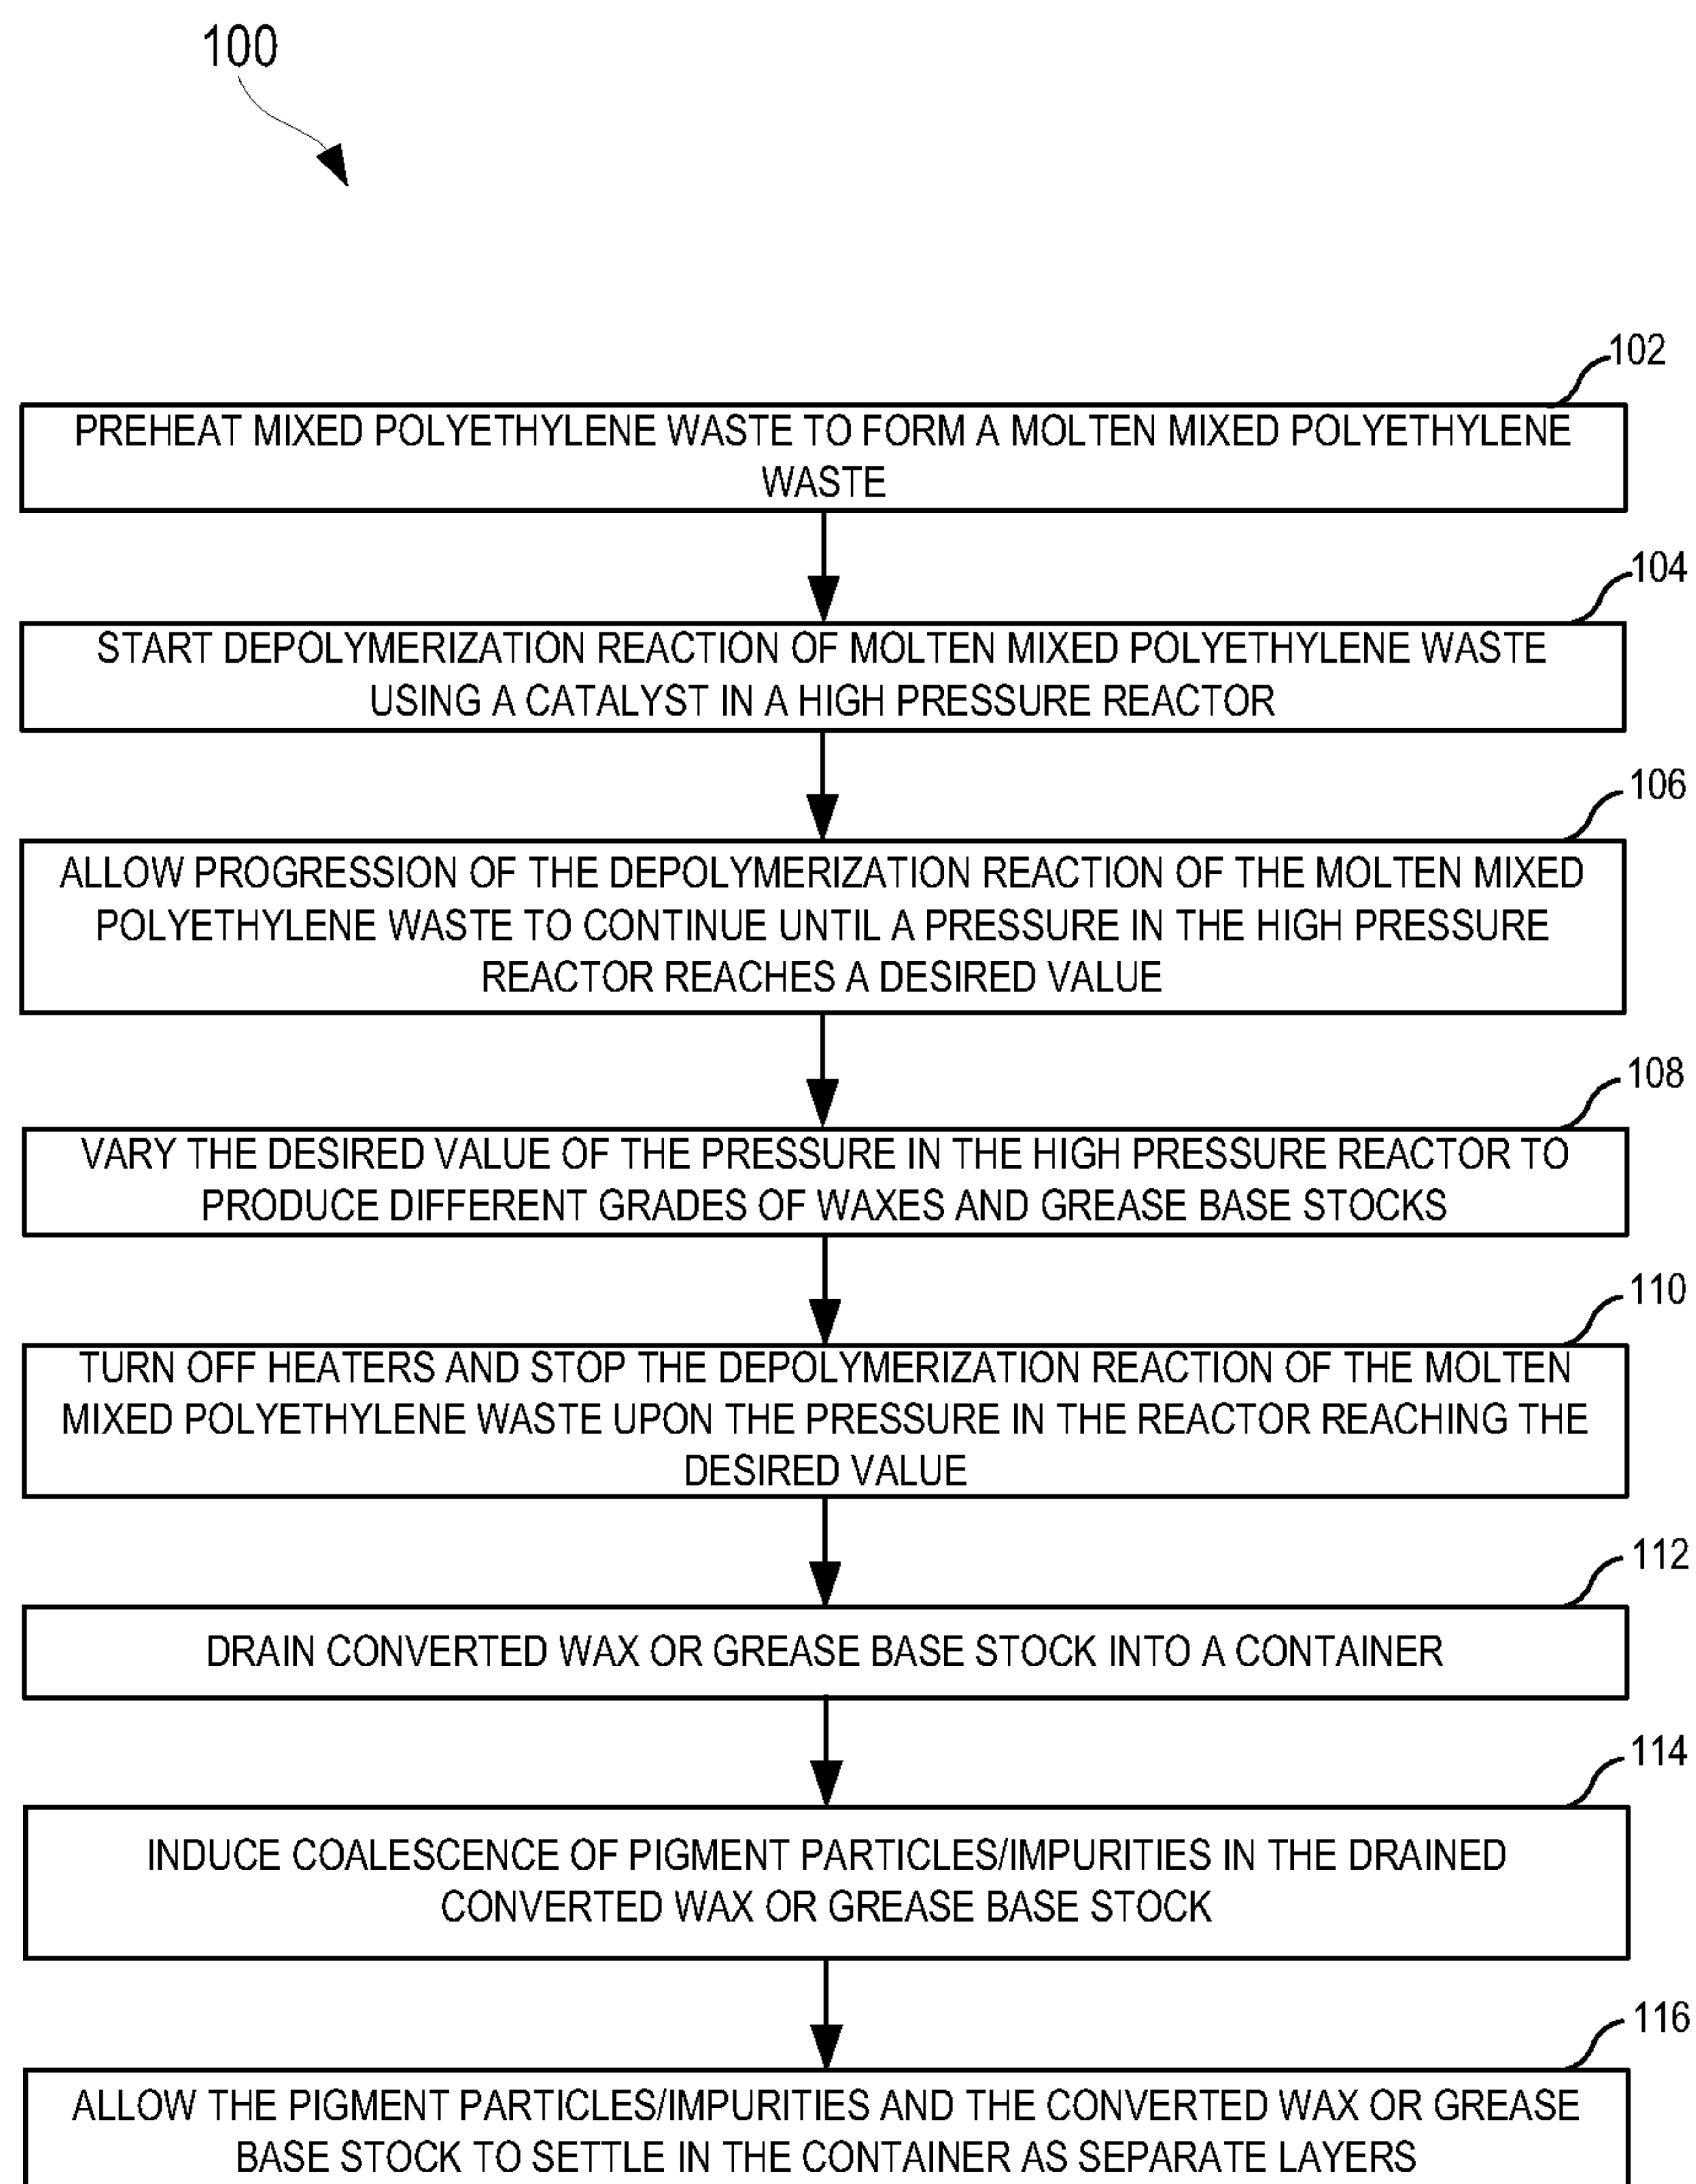 100
102
PREHEAT MIXED POLYETHYLENE WASTE TO FORM A MOLTEN MIXED POLYETHYLENE
WASTE
104
START DEPOLYMERIZATION REACTION OF MOLTEN MIXED POLYETHYLENE WASTE
USING A CATALYST IN A HIGH PRESSURE REACTOR
106
ALLOW PROGRESSION OF THE DEPOLYMERIZATION REACTION OF THE MOLTEN MIXED
POLYETHYLENE WASTE TO CONTINUE UNTIL A PRESSURE IN THE HIGH PRESSURE
REACTOR REACHES A DESIRED VALUE
108
VARY THE DESIRED VALUE OF THE PRESSURE IN THE HIGH PRESSURE REACTOR TO
PRODUCE DIFFERENT GRADES OF WAXES AND GREASE BASE STOCKS
110
TURN OFF HEATERS AND STOP THE DEPOLYMERIZATION REACTION OF THE MOLTEN
MIXED POLYETHYLENE WASTE UPON THE PRESSURE IN THE REACTOR REACHING THE
DESIRED VALUE
112
DRAIN CONVERTED WAX OR GREASE BASE STOCK INTO A CONTAINER
114
INDUCE COALESCENCE OF PIGMENT PARTICLES/IMPURITIES IN THE DRAINED
CONVERTED WAX OR GREASE BASE STOCK
116
ALLOW THE PIGMENT PARTICLES/IMPURITIES AND THE CONVERTED WAX OR GREASE
BASE STOCK TO SETTLE IN THE CONTAINER AS SEPARATE LAYERS